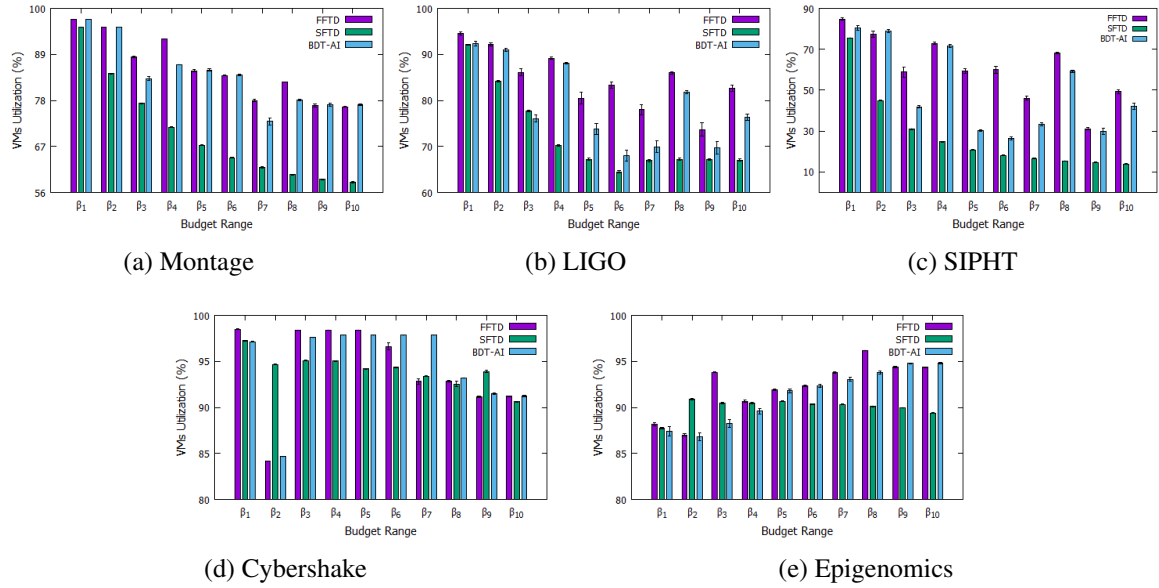 100
89
78
67
56
VMs Utilization (%)
FFTD
SFTD
BDT-AI
β1 β2 β3 β4 β5 β6 β7 β8 β9 β10
Budget Range
(a) Montage
100
90
80
70
60
VMs Utilization (%)
FFTD
SFTD
BDT-AI
β1 β2 β3 β4 β5 β6 β7 β8 β9 β10
Budget Range
(b) LIGO
90
70
50
30
10
VMs Utilization (%)
FFTD
SFTD
BDT-AI
β1 β2 β3 β4 β5 β6 β7 β8 β9 β10
Budget Range
(c) SIPHT
100
95
90
85
80
VMs Utilization (%)
FFTD
SFTD
BDT-AI
β1 β2 β3 β4 β5 β6 β7 β8 β9 β10
Budget Range
(d) Cybershake
100
95
90
85
80
VMs Utilization (%)
FFTD
SFTD
BDT-AI
β1 β2 β3 β4 β5 β6 β7 β8 β9 β10
Budget Range
(e) Epigenomics